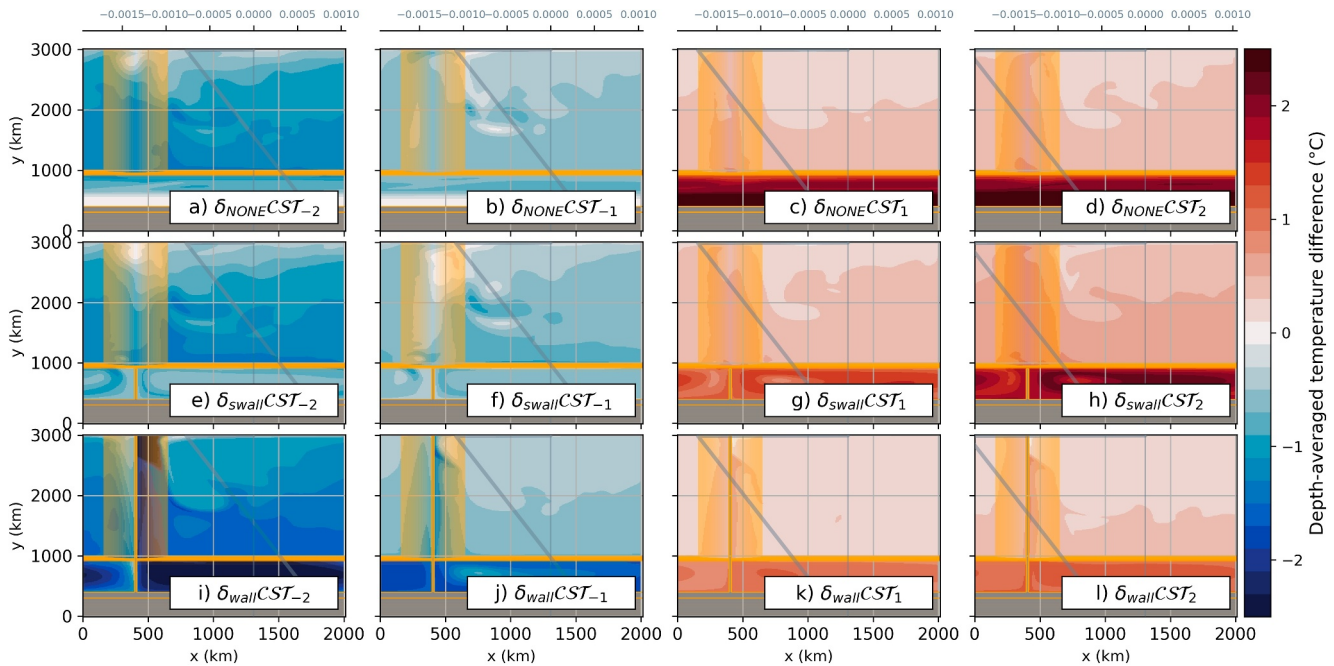 −0.0015−0.0010−0.0005 0.0000 0.0005 0.0010 −0.0015−0.0010−0.0005 0.0000 0.0005 0.0010 −0.0015−0.0010−0.0005 0.0000 0.0005 0.0010 −0.0015−0.0010−0.0005 0.0000 0.0005 0.0010
3000
2000
1000
0
y (km)
a) δNONE𝒞𝒮𝒯−2
b) δNONE𝒞𝒮𝒯−1
c) δNONE𝒞𝒮𝒯1
d) δNONE𝒞𝒮𝒯2
3000
2000
1000
0
y (km)
e) δswall𝒞𝒮𝒯−2
f) δswall𝒞𝒮𝒯−1
g) δswall𝒞𝒮𝒯1
h) δswall𝒞𝒮𝒯2
3000
2000
1000
0
y (km)
i) δwall𝒞𝒮𝒯−2
j) δwall𝒞𝒮𝒯−1
k) δwall𝒞𝒮𝒯1
l) δwall𝒞𝒮𝒯2
0 500 1000 1500 2000 0 500 1000 1500 2000 0 500 1000 1500 2000 0 500 1000 1500 2000
x (km) x (km) x (km) x (km)
2
1
0
−1
−2
Depth-averaged temperature difference (°C)